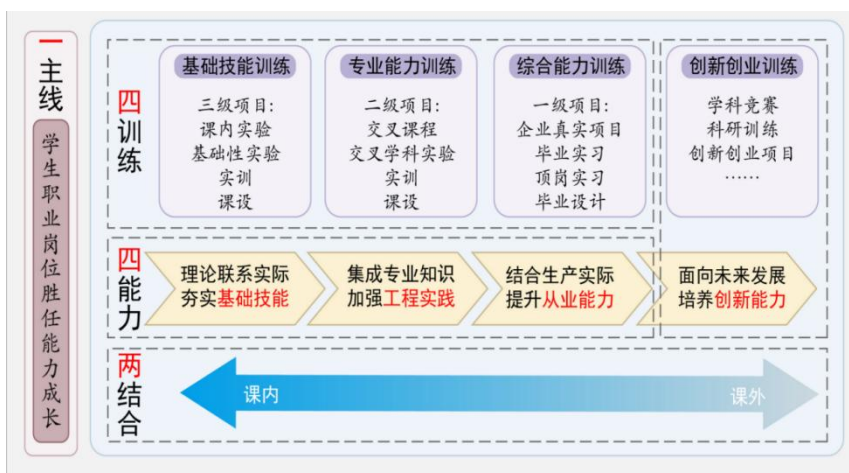 一主线
学生职业岗位胜任能力成长
四训练
基础技能训练
三级项目:
课内实验
基础性实验
实训
课设
专业能力训练
二级项目:
交叉课程
交叉学科实验
实训
课设
综合能力训练
一级项目:
企业真实项目
毕业实习
顶岗实习
毕业设计
创新创业训练
学科竞赛
科研训练
创新创业项目
……
四能力
理论联系实际
夯实基础技能
集成专业知识
加强工程实践
结合生产实际
提升从业能力
面向未来发展
培养创新能力
两结合
课内
课外